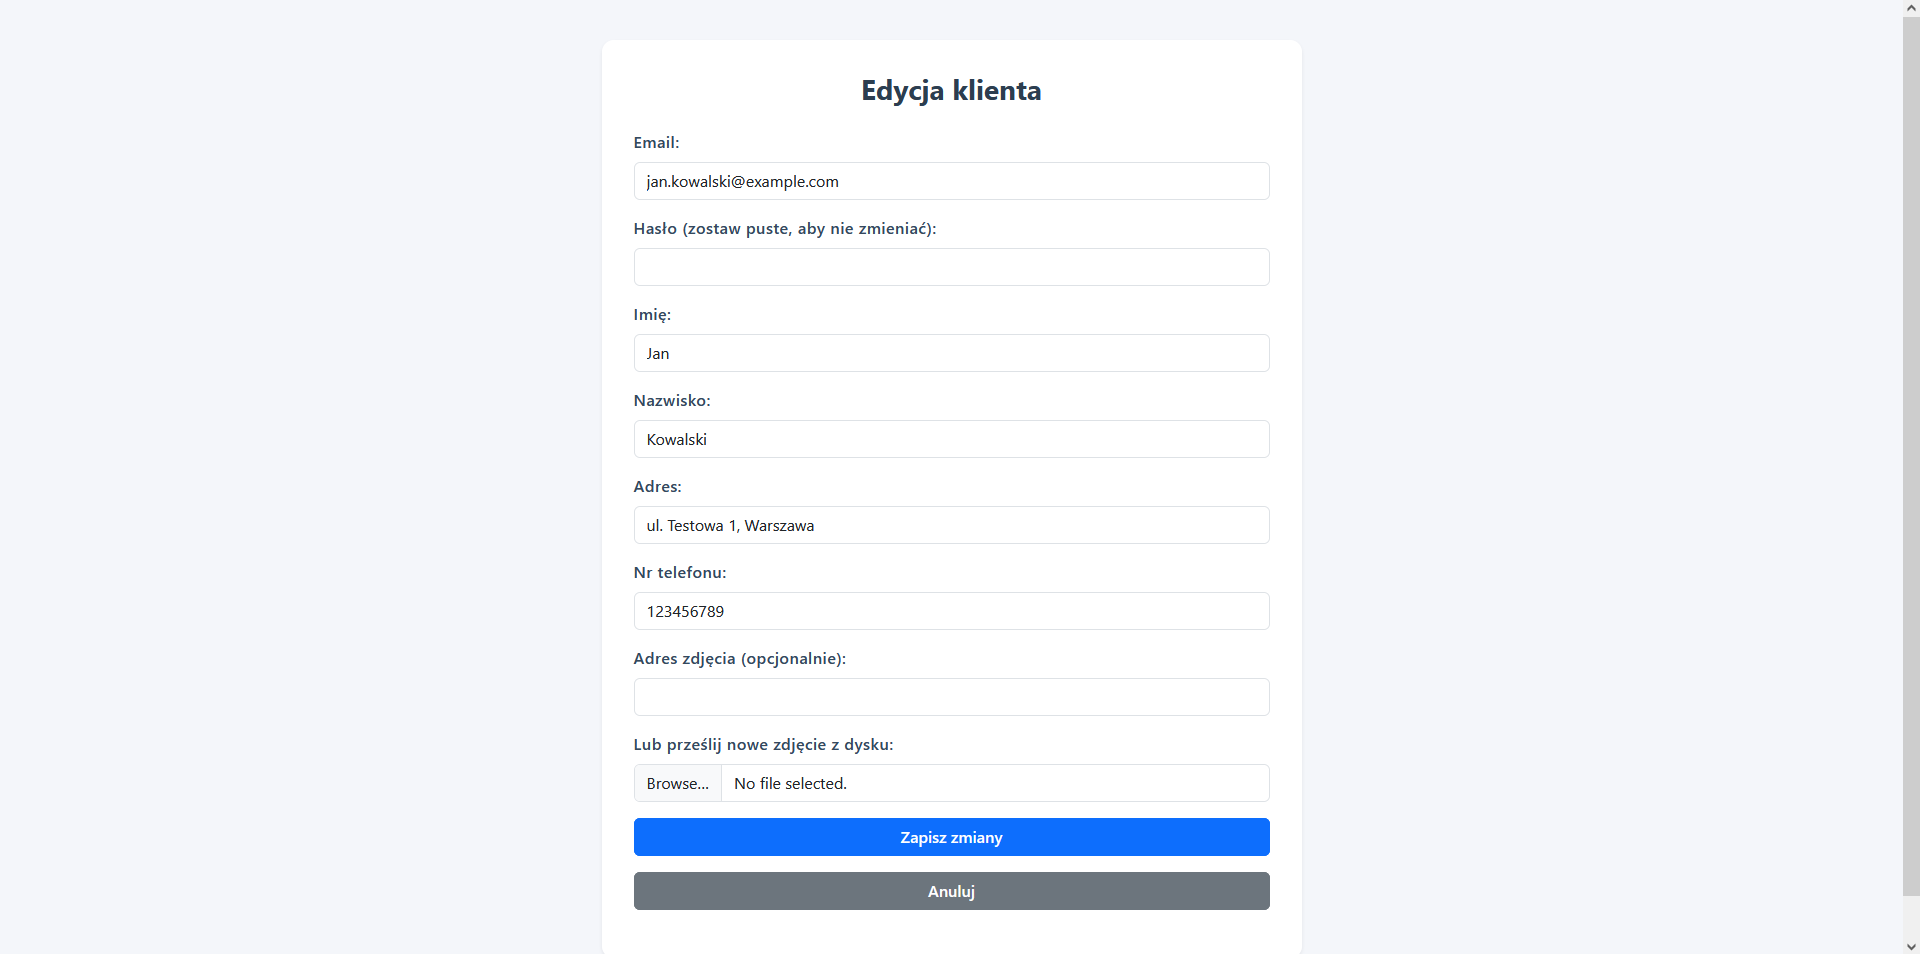 Edycja klienta
Email:
jan.kowalski@example.com
Hasło (zostaw puste, aby nie zmieniać):
Imię:
Jan
Nazwisko:
Kowalski
Adres:
ul. Testowa 1, Warszawa
Nr telefonu:
123456789
Adres zdjęcia (opcjonalnie):
Lub prześlij nowe zdjęcie z dysku:
Browse... No file selected.
Zapisz zmiany
Anuluj